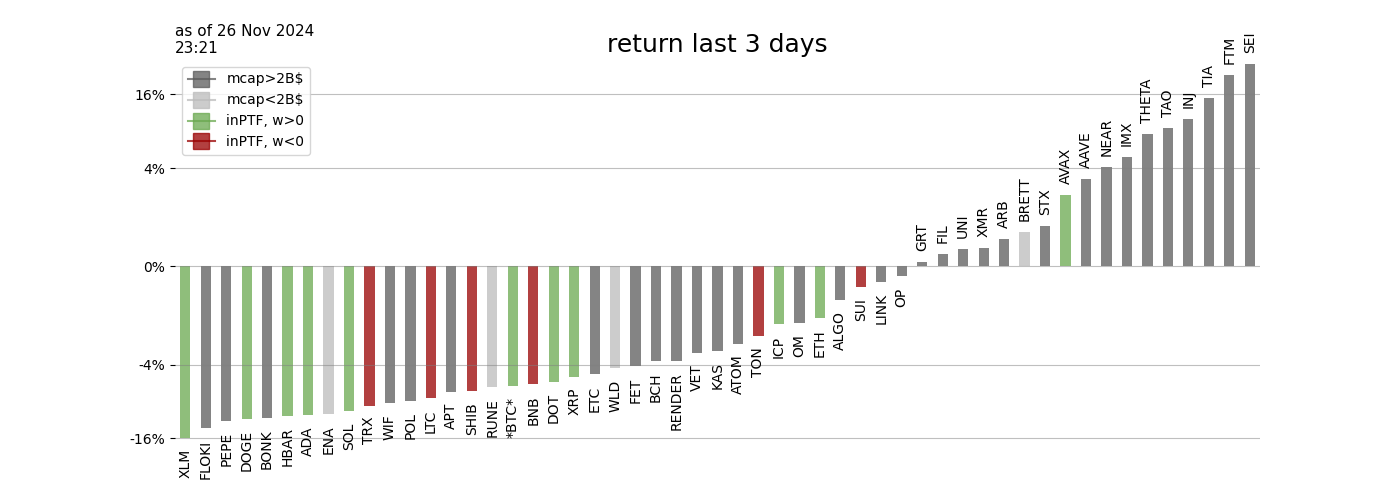 as of 26 Nov 2024
23:21
return last 3 days
mcap>2B$
mcap<2B$
inPTF, w>0
inPTF, w<0
16%
4%
0%
-4%
-16%
XLM
FLOKI
PEPE
DOGE
BONK
HBAR
ADA
ENA
SOL
TRX
WIF
POL
LTC
APT
SHIB
RUNE
*BTC*
BNB
DOT
XRP
ETC
WLD
FET
BCH
RENDER
VET
KAS
ATOM
TON
ICP
OM
ETH
ALGO
SUI
LINK
OP
GRT
FIL
UNI
XMR
ARB
BRETT
STX
AVAX
AAVE
NEAR
IMX
THETA
TAO
INJ
TIA
FTM
SEI